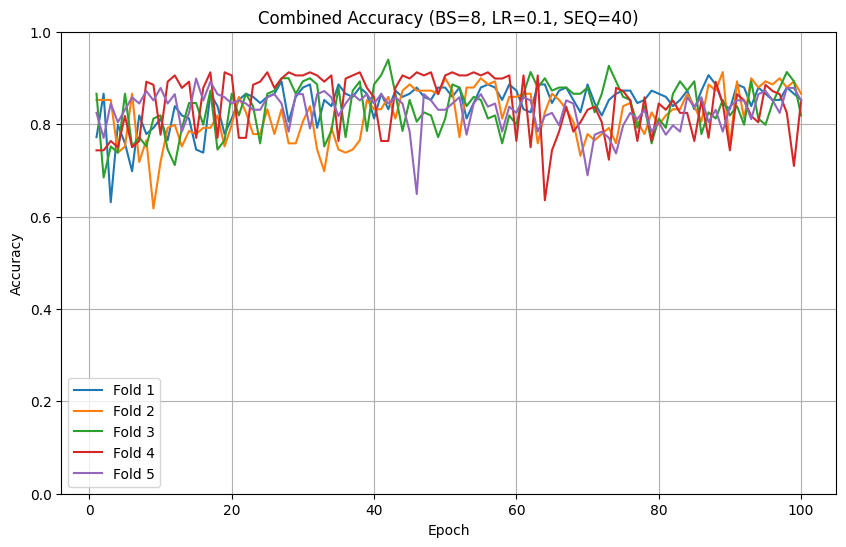 Combined Accuracy (BS=8, LR=0.1, SEQ=40)
1.0
0.8
0.6
0.4
0.2
0.0
Accuracy
Fold 1
Fold 2
Fold 3
Fold 4
Fold 5
0 20 40 60 80 100
Epoch